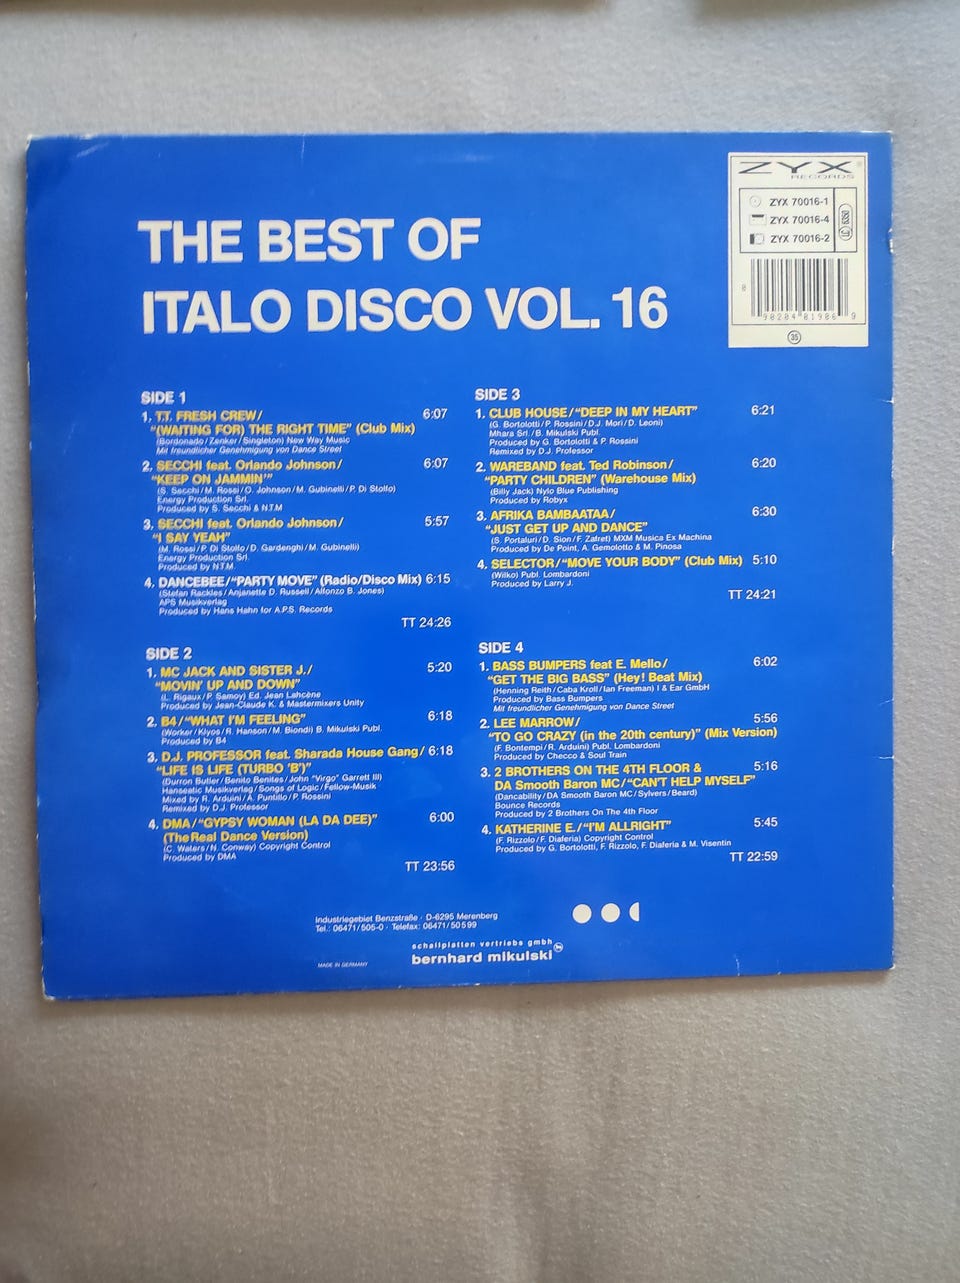 ZYX®
RECORDS
ZYX 70016-1
ZYX 70016-4
ZYX 70016-2
0 90204 01986 9
35
THE BEST OF
ITALO DISCO VOL. 16
SIDE 1
1. T.T. FRESH CREW/ 6:07
"(WAITING FOR) THE RIGHT TIME" (Club Mix)
(Bordonado/Zenker/Singleton) New Way Music
Mit freundlicher Genehmigung von Dance Street
2. SECCHI feat. Orlando Johnson/ 6:07
"KEEP ON JAMMIN'"
(S. Secchi/M. Rossi/O. Johnson/M. Gubinelli/P. Di Stolfo)
Energy Production Srl.
Produced by S. Secchi & N.T.M
3. SECCHI feat. Orlando Johnson/ 5:57
"I SAY YEAH"
(M. Rossi/P. Di Stolfo/D. Gardenghi/M. Gubinelli)
Energy Production Srl.
Produced by N.T.M.
4. DANCEBEE/"PARTY MOVE" (Radio/Disco Mix) 6:15
(Stefan Rackles/Anjanette D. Russell/Alfonzo B. Jones)
APS Musikverlag
Produced by Hans Hahn for A.P.S. Records
TT 24:26
SIDE 2
1. MC JACK AND SISTER J./ 5:20
"MOVIN' UP AND DOWN"
(L. Rigaux/P. Samoy) Ed. Jean Lahcène
Produced by Jean-Claude K. & Mastermixers Unity
2. B4/"WHAT I'M FEELING" 6:18
(Worker/Kiyos/R. Hanson/M. Biondi) B. Mikulski Publ.
Produced by B4
3. D.J. PROFESSOR feat. Sharada House Gang/ 6:18
"LIFE IS LIFE (TURBO 'B')"
(Durron Butler/Benito Benites/John "Virgo" Garrett III)
Hanseatic Musikverlag/Songs of Logic/Fellow-Musik
Mixed by R. Arduini/A. Puntillo/P. Rossini
Remixed by D.J. Professor
4. DMA/"GYPSY WOMAN (LA DA DEE)" 6:00
(The Real Dance Version)
(C. Waters/N. Conway) Copyright Control
Produced by DMA
TT 23:56
SIDE 3
1. CLUB HOUSE/"DEEP IN MY HEART" 6:21
(G. Bortolotti/P. Rossini/D.J. Mori/D. Leoni)
Mhara Srl./B. Mikulski Publ.
Produced by G. Bortolotti & P. Rossini
Remixed by D.J. Professor
2. WAREBAND feat. Ted Robinson/ 6:20
"PARTY CHILDREN" (Warehouse Mix)
(Billy Jack) Nylo Blue Publishing
Produced by Robyx
3. AFRIKA BAMBAATAA/ 6:30
"JUST GET UP AND DANCE"
(S. Portaluri/D. Sion/F. Zafret) MXM Musica Ex Machina
Produced by De Point, A. Gemolotto & M. Pinosa
4. SELECTOR/"MOVE YOUR BODY" (Club Mix) 5:10
(Wilko) Publ. Lombardoni
Produced by Larry J.
TT 24:21
SIDE 4
1. BASS BUMPERS feat E. Mello/ 6:02
"GET THE BIG BASS" (Hey! Beat Mix)
(Henning Reith/Caba Kroll/Ian Freeman) I & Ear GmbH
Produced by Bass Bumpers
Mit freundlicher Genehmigung von Dance Street
2. LEE MARROW/ 5:56
"TO GO CRAZY (in the 20th century)" (Mix Version)
(F. Bontempi/R. Arduini) Publ. Lombardoni
Produced by Checco & Soul Train
3. 2 BROTHERS ON THE 4TH FLOOR & 5:16
DA Smooth Baron MC/"CAN'T HELP MYSELF"
(Dancability/DA Smooth Baron MC/Sylvers/Beard)
Bounce Records
Produced by 2 Brothers On The 4th Floor
4. KATHERINE E./"I'M ALLRIGHT" 5:45
(F. Rizzolo/F. Diaferia) Copyright Control
Produced by G. Bortolotti, F. Rizzolo, F. Diaferia & M. Visentin
TT 22:59
Industriegebiet Benzstraße · D-6295 Merenberg
Tel.: 06471/505-0 · Telefax: 06471/50599
schallplatten vertriebs gmbh
bernhard mikulski
MADE IN GERMANY